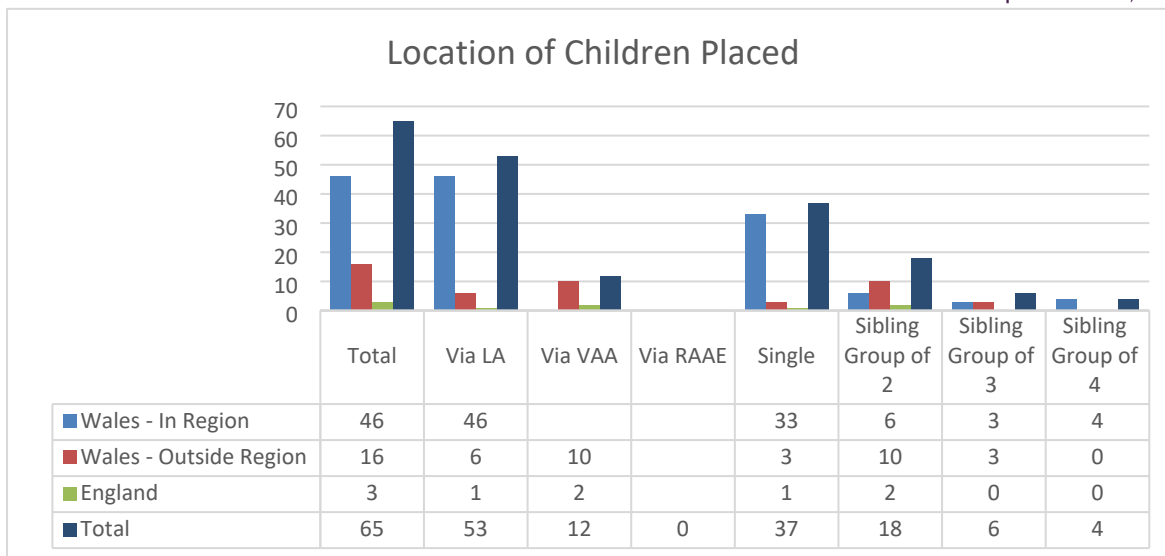 Location of Children Placed
70
60
50
40
30
20
10
0
Total Via LA Via VAA Via RAAE Single Sibling Group of 2 Sibling Group of 3 Sibling Group of 4
Wales - In Region 46 46 33 6 3 4
Wales - Outside Region 16 6 10 3 10 3 0
England 3 1 2 1 2 0 0
Total 65 53 12 0 37 18 6 4